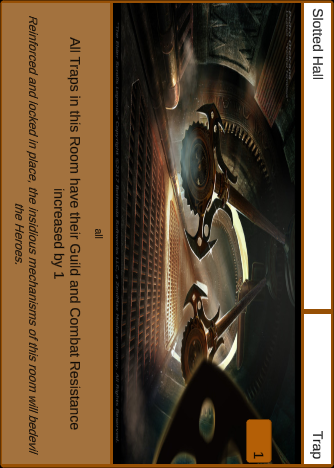 Slotted Hall
Trap
1
all
All Traps in this Room have their Guild and Combat Resistance
increased by 1
Reinforced and locked in place, the insidious mechanisms of this room will bedevil
the Heroes.